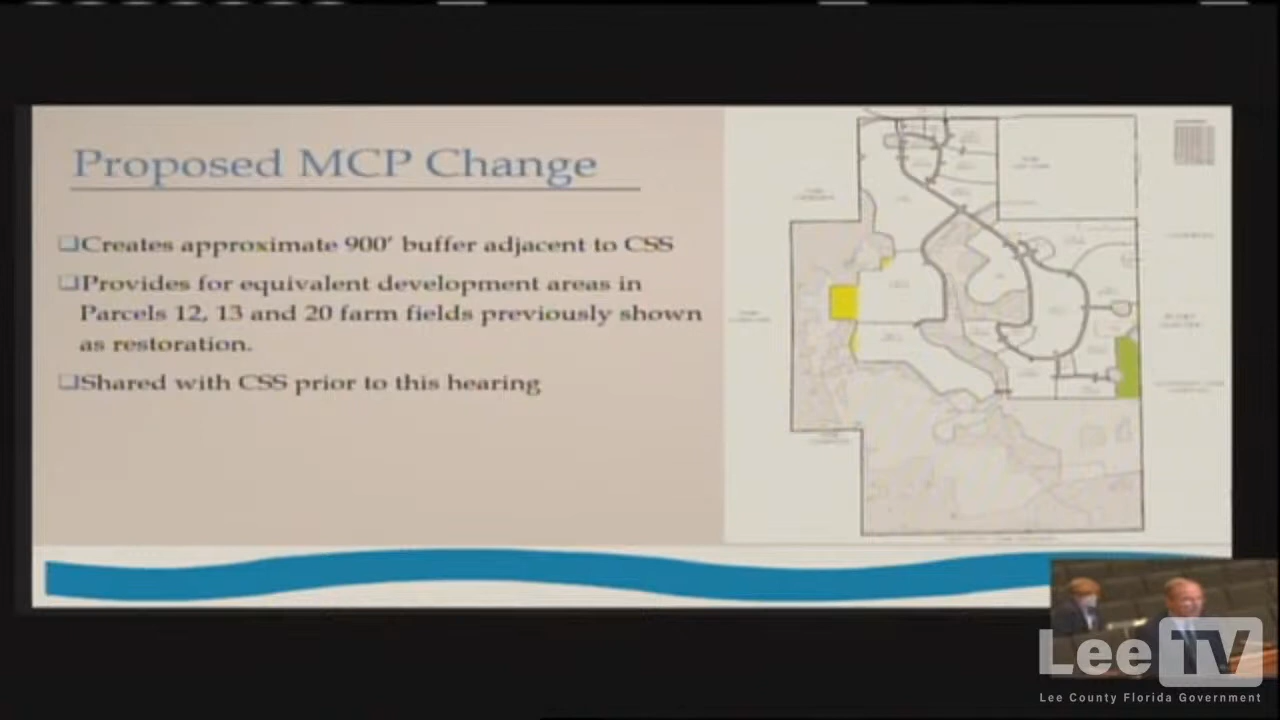 Proposed MCP Change
❑Creates approximate 900' buffer adjacent to CSS
❑Provides for equivalent development areas in
Parcels 12, 13 and 20 farm fields previously shown
as restoration.
❑Shared with CSS prior to this hearing
LeeTV
Lee County Florida Government